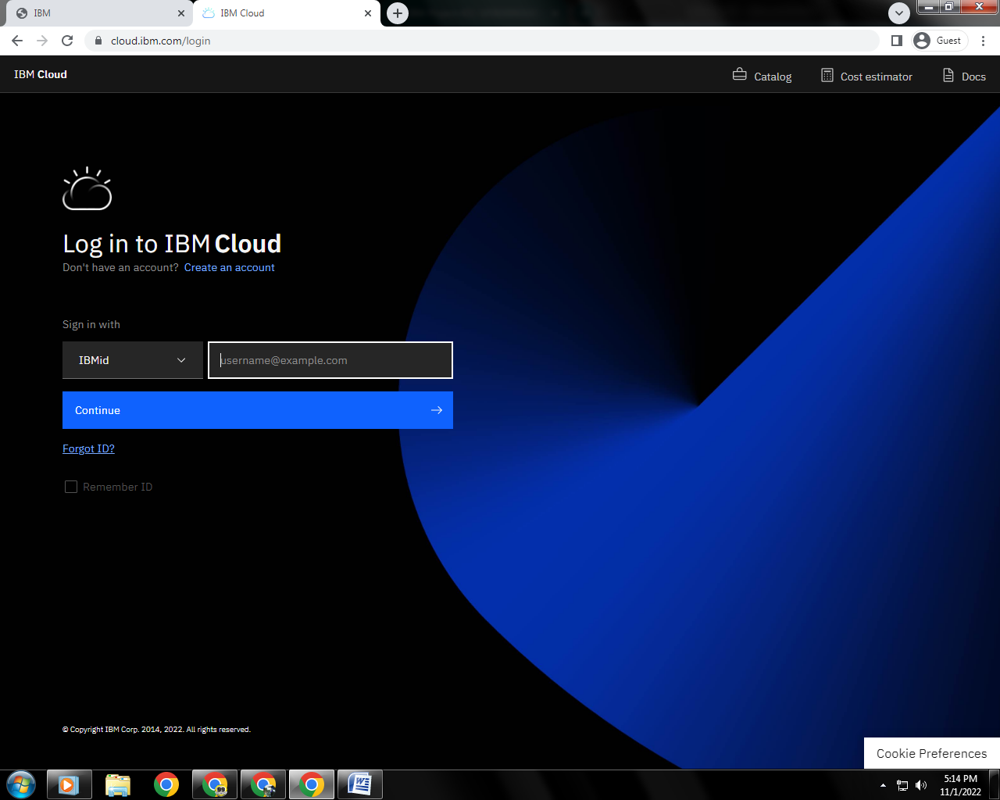 IBM
IBM Cloud
cloud.ibm.com/login
Guest
IBM Cloud
Catalog
Cost estimator
Docs
Log in to IBM Cloud
Don't have an account? Create an account
Sign in with
IBMid
username@example.com
Continue
Forgot ID?
Remember ID
© Copyright IBM Corp. 2014, 2022. All rights reserved.
Cookie Preferences
99
W
5:14 PM
11/1/2022